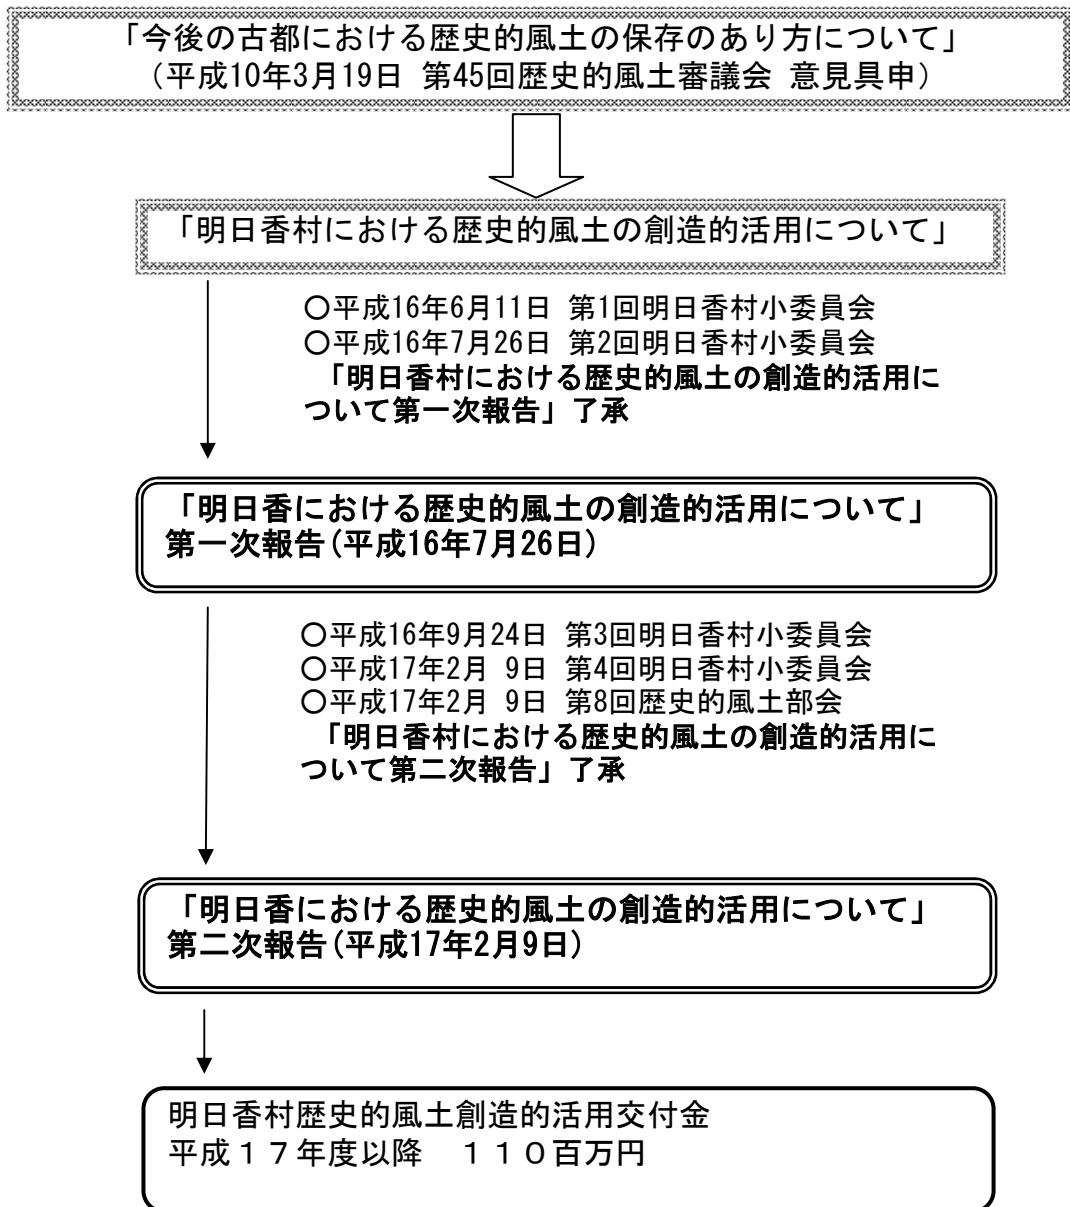 「今後の古都における歴史的風土の保存のあり方について」
（平成10年3月19日 第45回歴史的風土審議会 意見具申）
「明日香村における歴史的風土の創造的活用について」
○平成16年6月11日 第1回明日香村小委員会
○平成16年7月26日 第2回明日香村小委員会
「明日香村における歴史的風土の創造的活用に
ついて第一次報告」了承
「明日香における歴史的風土の創造的活用について」
第一次報告(平成16年7月26日)
○平成16年9月24日 第3回明日香村小委員会
○平成17年2月 9日 第4回明日香村小委員会
○平成17年2月 9日 第8回歴史的風土部会
「明日香村における歴史的風土の創造的活用に
ついて第二次報告」了承
「明日香における歴史的風土の創造的活用について」
第二次報告(平成17年2月9日)
明日香村歴史的風土創造的活用交付金
平成１７年度以降　１１０百万円